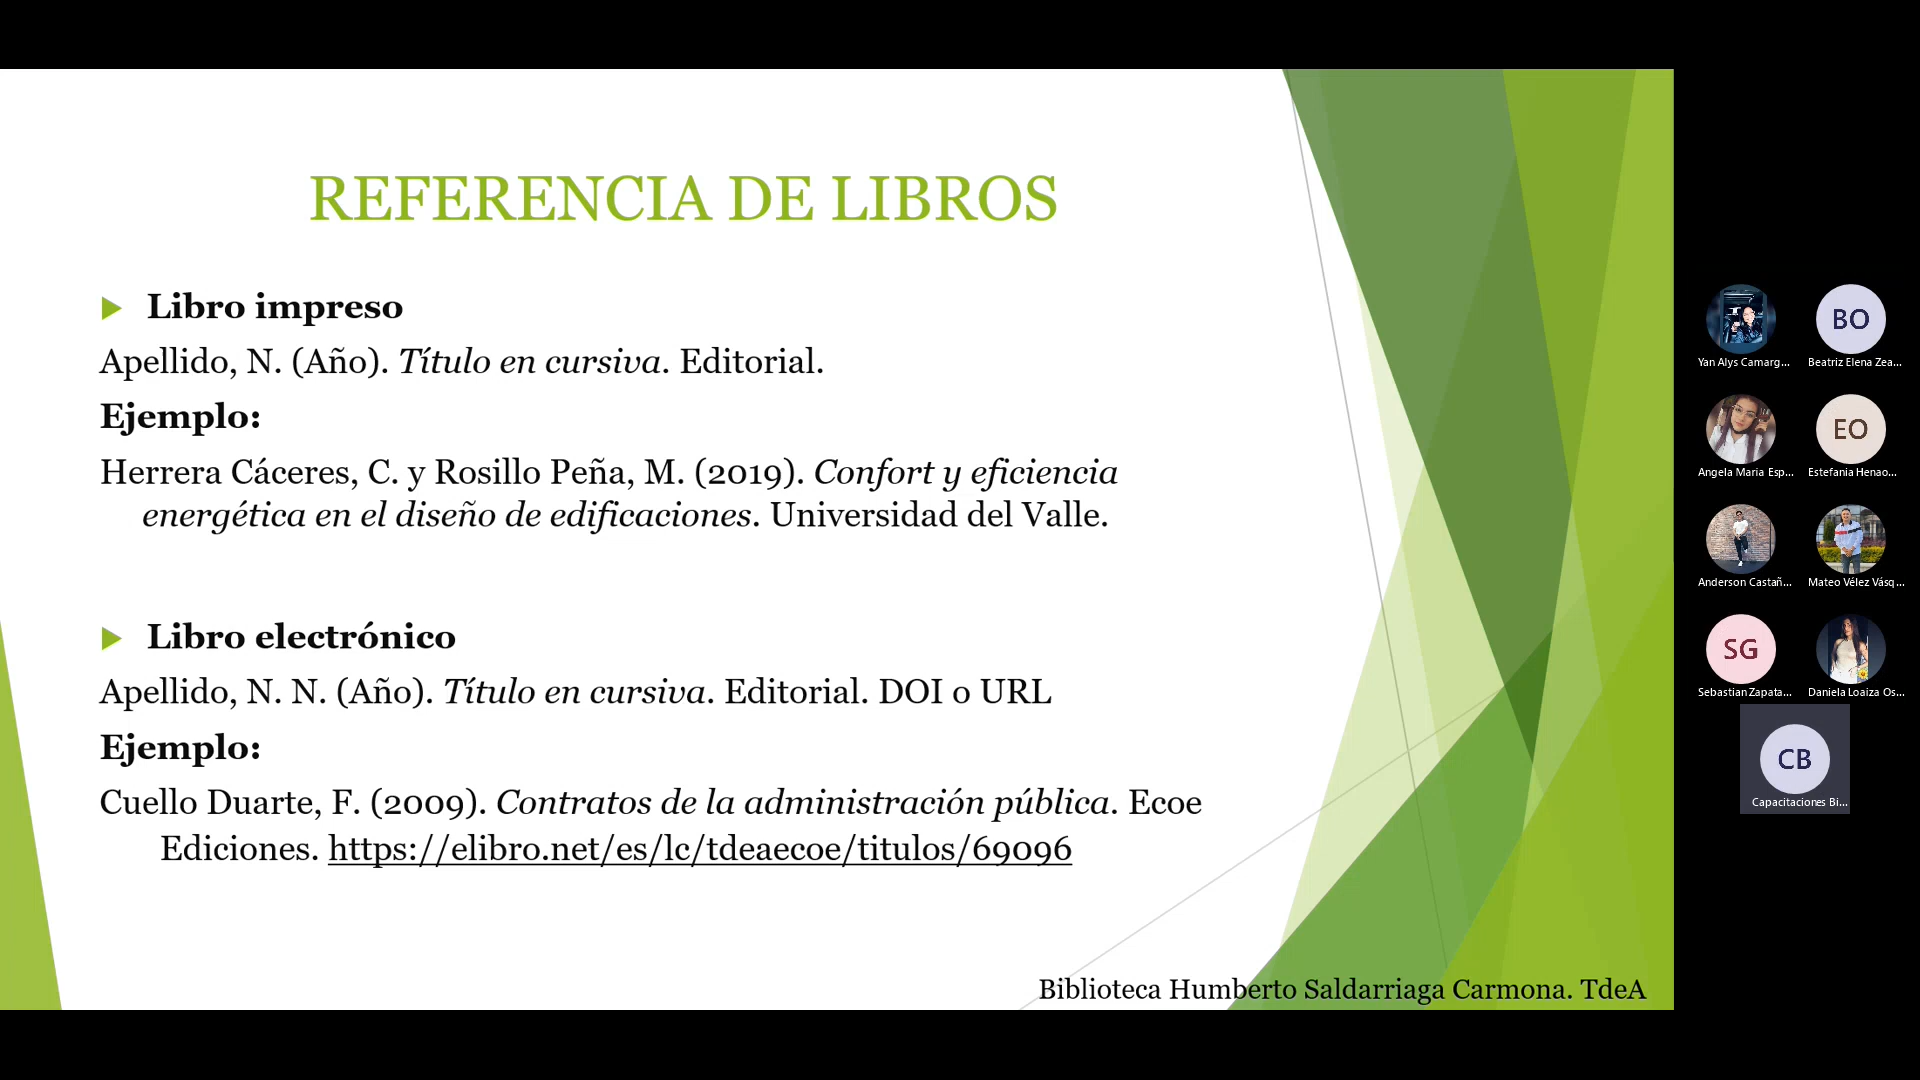 REFERENCIA DE LIBROS
Libro impreso
Apellido, N. (Año). Título en cursiva. Editorial.
Ejemplo:
Herrera Cáceres, C. y Rosillo Peña, M. (2019). Confort y eficiencia
energética en el diseño de edificaciones. Universidad del Valle.
Libro electrónico
Apellido, N. N. (Año). Título en cursiva. Editorial. DOI o URL
Ejemplo:
Cuello Duarte, F. (2009). Contratos de la administración pública. Ecoe
Ediciones. https://elibro.net/es/lc/tdeaecoe/titulos/69096
Biblioteca Humberto Saldarriaga Carmona. TdeA
BO
Yan Alys Camarg... Beatriz Elena Zea...
EO
Angela Maria Esp... Estefania Henao...
Anderson Castañ... Mateo Vélez Vásq...
SG
Sebastian Zapata... Daniela Loaiza Os...
CB
Capacitaciones Bi...